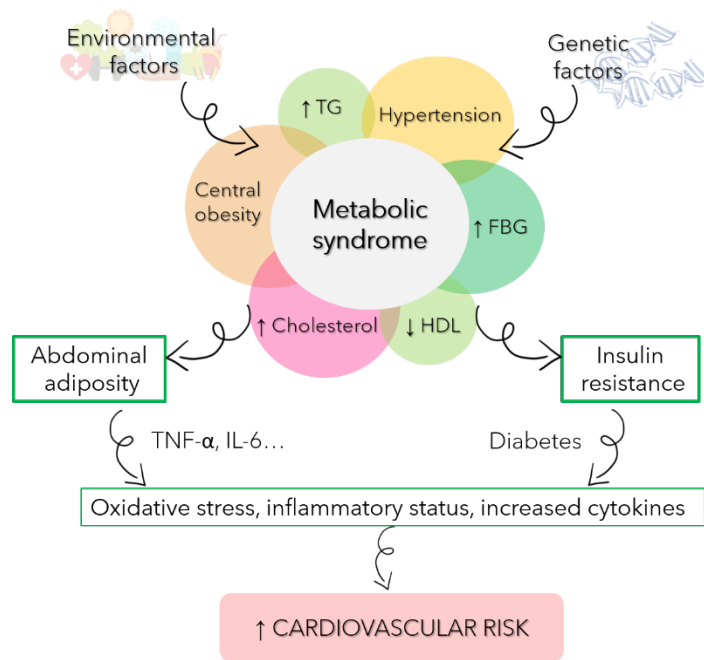 Environmental
factors
Genetic
factors
↑ TG
Hypertension
Central
obesity
Metabolic
syndrome
↑ FBG
↑ Cholesterol
↓ HDL
Abdominal
adiposity
Insulin
resistance
TNF-α, IL-6…
Diabetes
Oxidative stress, inflammatory status, increased cytokines
↑ CARDIOVASCULAR RISK